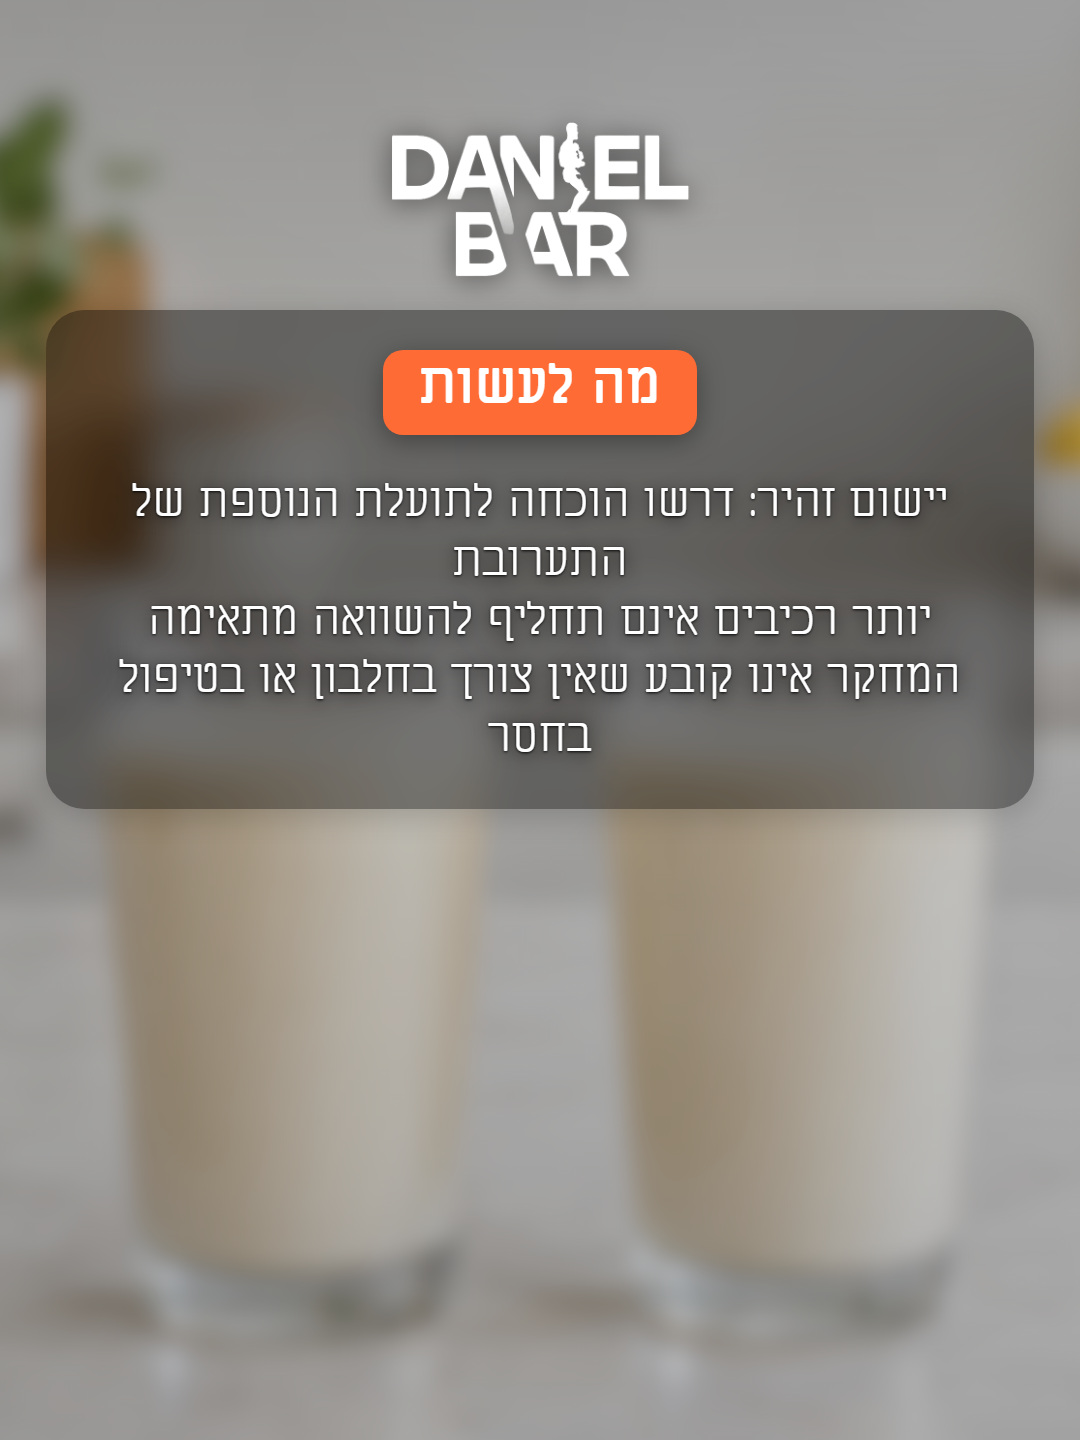 DANIEL
BAR
מה לעשות
יישום זהיר: דרשו הוכחה לתועלת הנוספת של
התערובת
יותר רכיבים אינם תחליף להשוואה מתאימה
המחקר אינו קובע שאין צורך בחלבון או בטיפול
בחסר